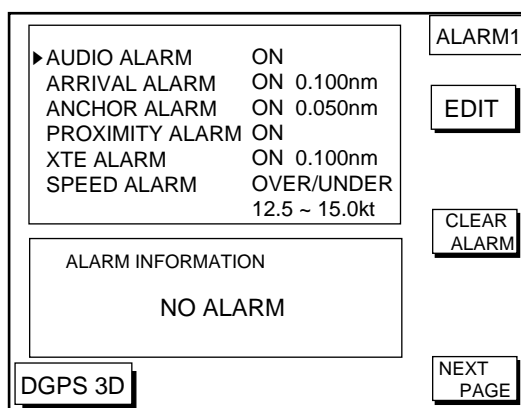 ALARM1
▶AUDIO ALARM ON
ARRIVAL ALARM ON 0.100nm
ANCHOR ALARM ON 0.050nm
PROXIMITY ALARM ON
XTE ALARM ON 0.100nm
SPEED ALARM OVER/UNDER
12.5 ~ 15.0kt
EDIT
CLEAR
ALARM
ALARM INFORMATION
NO ALARM
DGPS 3D
NEXT
PAGE